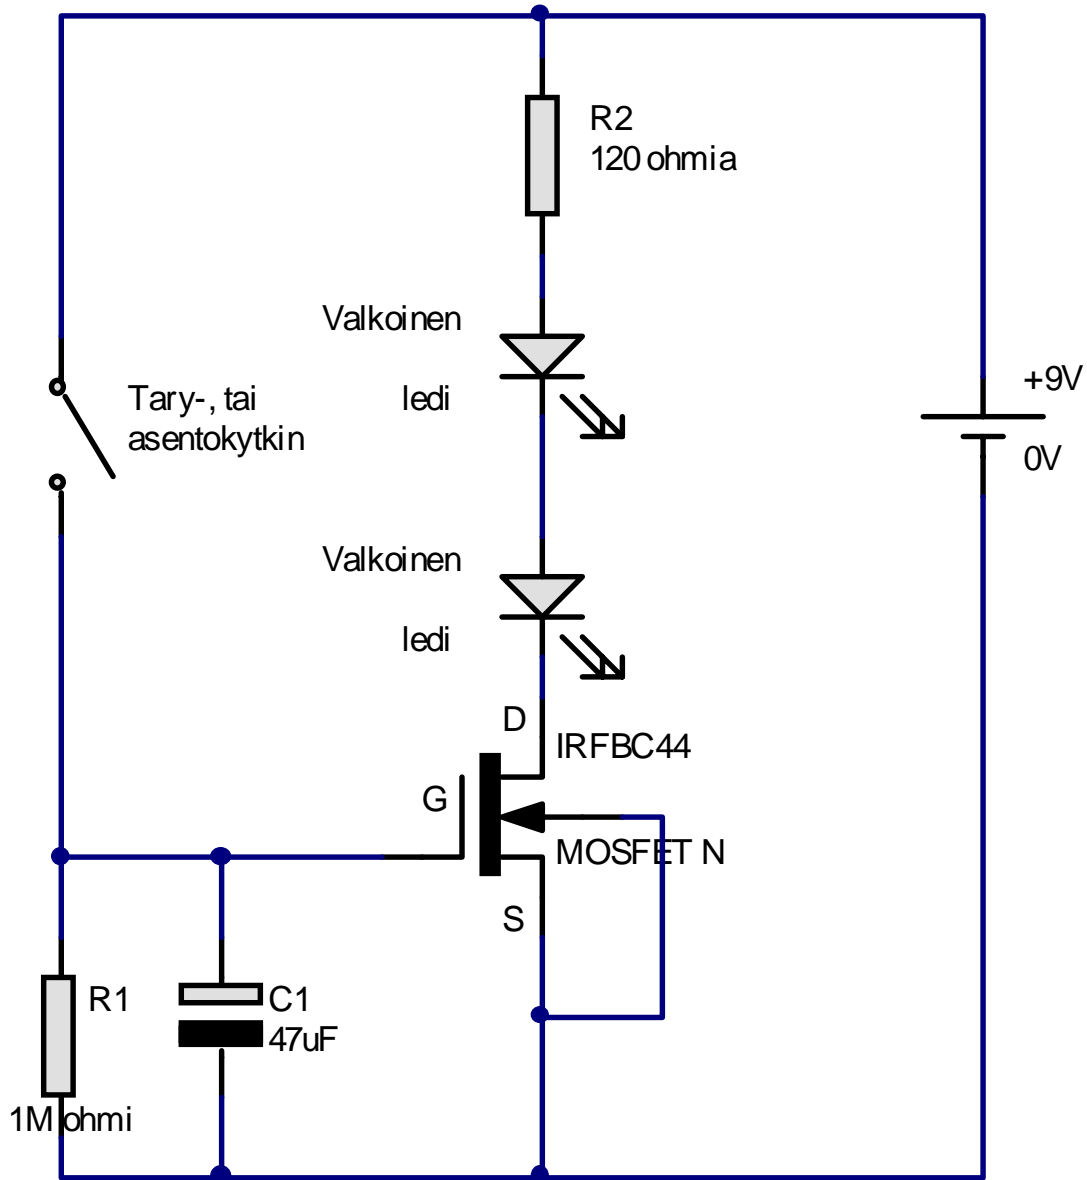 R2
120 ohmia
Valkoinen
ledi
+9V
0V
Tary-, tai
asentokytkin
Valkoinen
ledi
D
IRFBC44
G
MOSFET N
S
R1
1M ohmi
C1
47uF